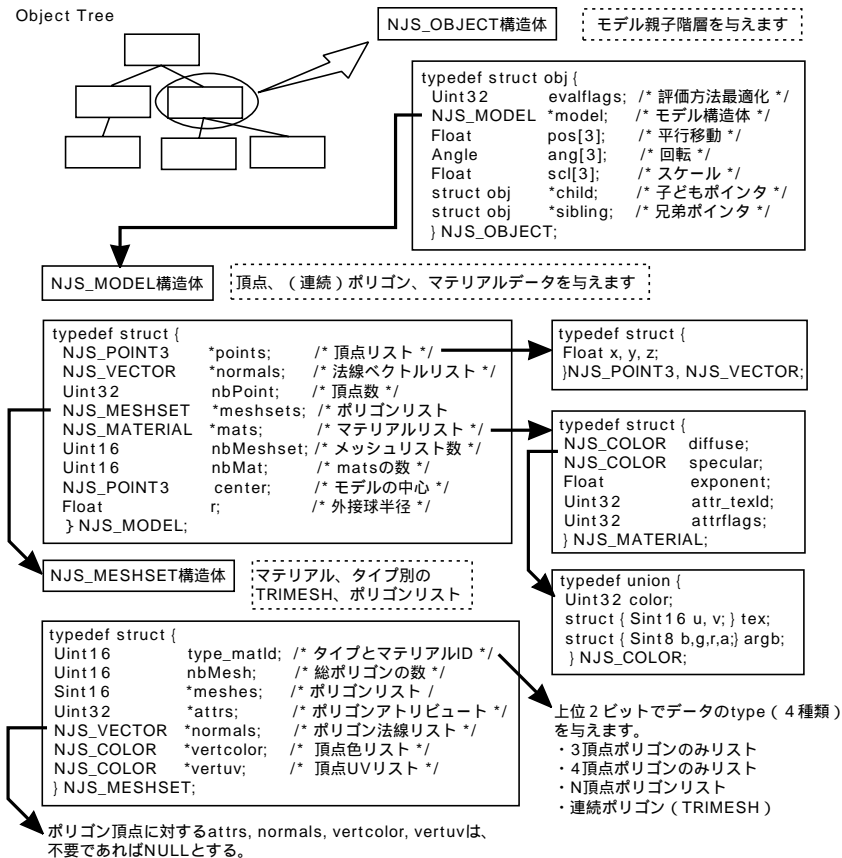 Object Tree
NJS_OBJECT構造体
モデル親子階層を与えます
typedef struct obj {
Uint32 evalflags; /* 評価方法最適化 */
NJS_MODEL *model; /* モデル構造体 */
Float pos[3]; /* 平行移動 */
Angle ang[3]; /* 回転 */
Float scl[3]; /* スケール */
struct obj *child; /* 子どもポインタ */
struct obj *sibling; /* 兄弟ポインタ */
} NJS_OBJECT;
NJS_MODEL構造体
頂点、（連続）ポリゴン、マテリアルデータを与えます
typedef struct {
NJS_POINT3 *points; /* 頂点リスト */
NJS_VECTOR *normals; /* 法線ベクトルリスト */
Uint32 nbPoint; /* 頂点数 */
NJS_MESHSET *meshsets; /* ポリゴンリスト
NJS_MATERIAL *mats; /* マテリアルリスト */
Uint16 nbMeshset; /* メッシュリスト数 */
Uint16 nbMat; /* matsの数 */
NJS_POINT3 center; /* モデルの中心 */
Float r; /* 外接球半径 */
} NJS_MODEL;
typedef struct {
Float x, y, z;
}NJS_POINT3, NJS_VECTOR;
typedef struct {
NJS_COLOR diffuse;
NJS_COLOR specular;
Float exponent;
Uint32 attr_texId;
Uint32 attrflags;
} NJS_MATERIAL;
NJS_MESHSET構造体
マテリアル、タイプ別の
TRIMESH、ポリゴンリスト
typedef union {
Uint32 color;
struct { Sint16 u, v; } tex;
struct { Sint8 b,g,r,a;} argb;
} NJS_COLOR;
typedef struct {
Uint16 type_matId; /* タイプとマテリアルID */
Uint16 nbMesh; /* 総ポリゴンの数 */
Sint16 *meshes; /* ポリゴンリスト /
Uint32 *attrs; /* ポリゴンアトリビュート */
NJS_VECTOR *normals; /* ポリゴン法線リスト */
NJS_COLOR *vertcolor; /* 頂点色リスト */
NJS_COLOR *vertuv; /* 頂点UVリスト */
} NJS_MESHSET;
上位２ビットでデータのtype（４種類）
を与えます。
・3頂点ポリゴンのみリスト
・4頂点ポリゴンのみリスト
・N頂点ポリゴンリスト
・連続ポリゴン（TRIMESH）
ポリゴン頂点に対するattrs, normals, vertcolor, vertuvは、
不要であればNULLとする。